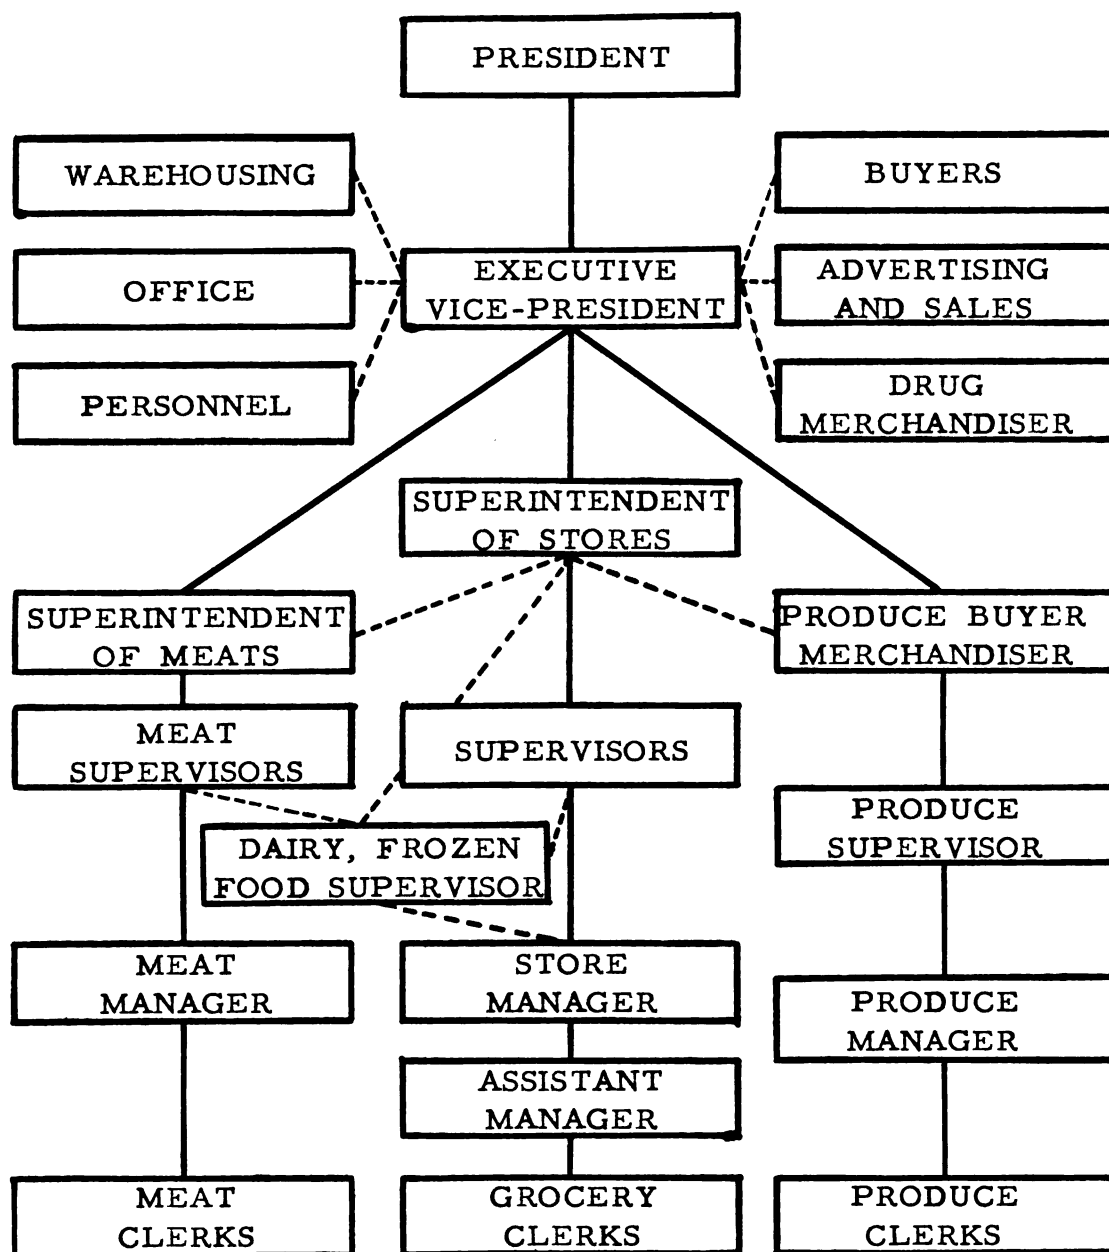 PRESIDENT
WAREHOUSING
BUYERS
OFFICE
EXECUTIVE
VICE-PRESIDENT
ADVERTISING
AND SALES
PERSONNEL
DRUG
MERCHANDISER
SUPERINTENDENT
OF STORES
SUPERINTENDENT
OF MEATS
PRODUCE BUYER
MERCHANDISER
MEAT
SUPERVISORS
SUPERVISORS
PRODUCE
SUPERVISOR
DAIRY, FROZEN
FOOD SUPERVISOR
MEAT
MANAGER
STORE
MANAGER
PRODUCE
MANAGER
ASSISTANT
MANAGER
MEAT
CLERKS
GROCERY
CLERKS
PRODUCE
CLERKS